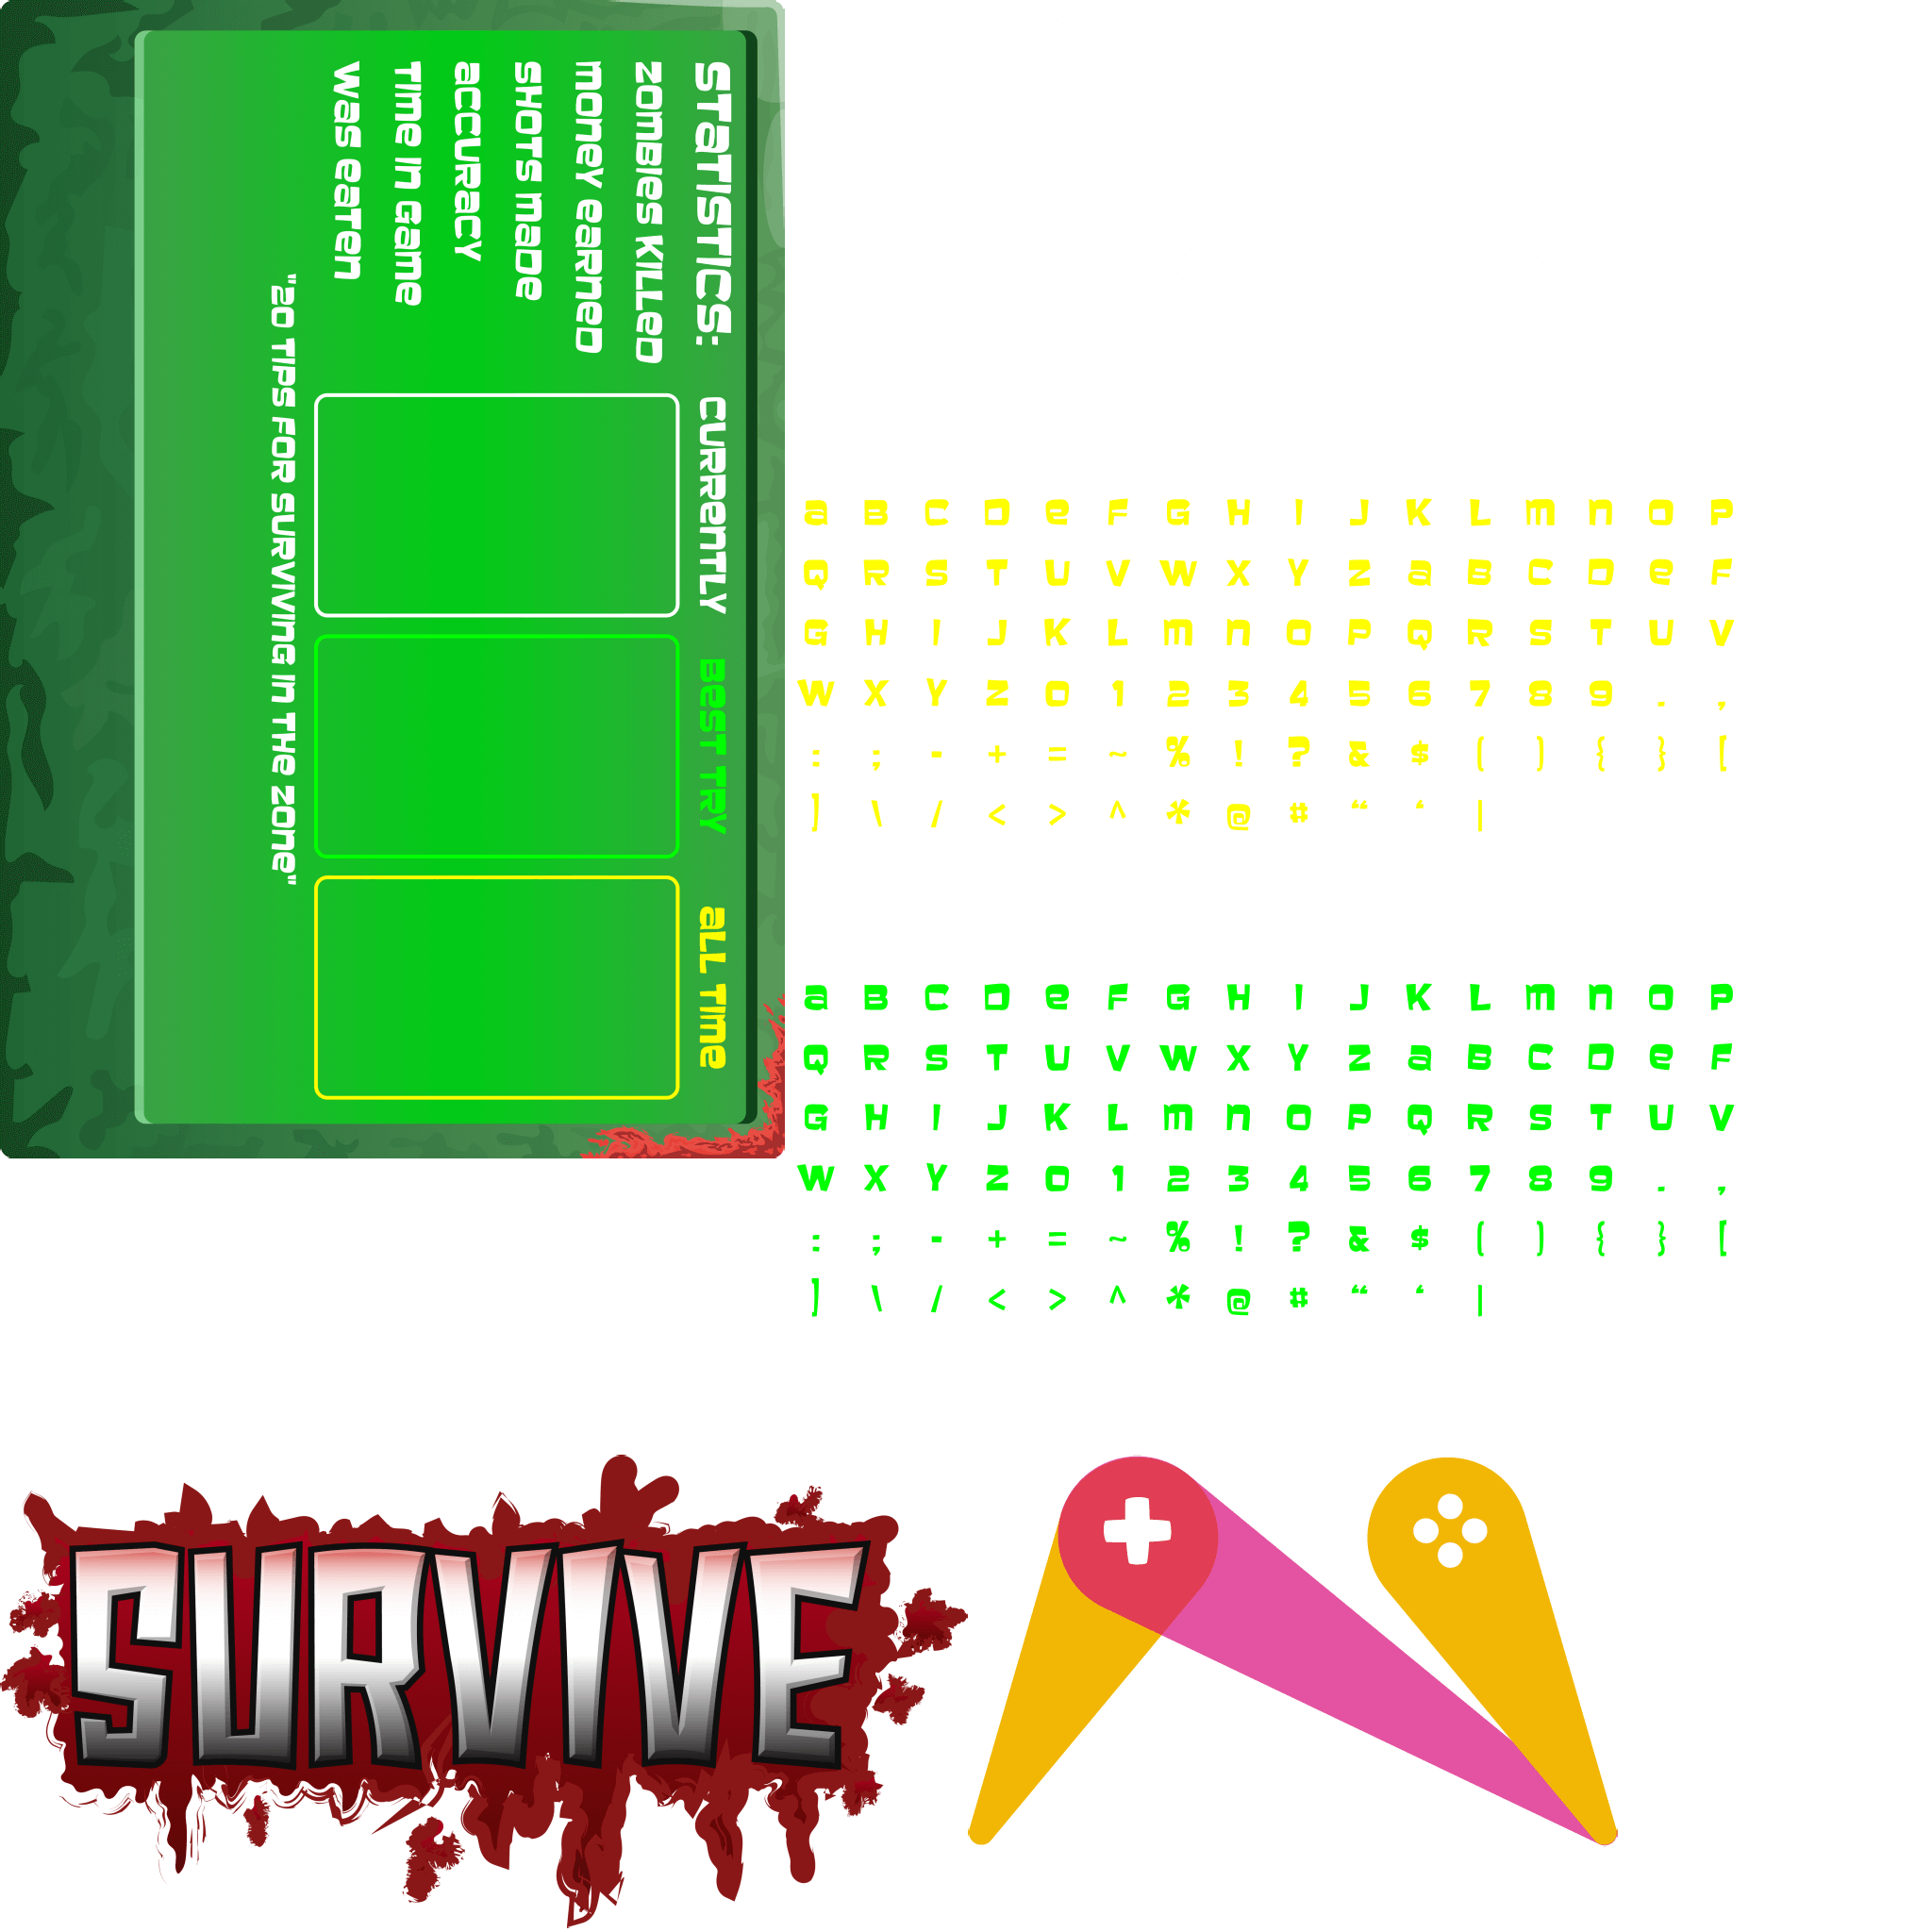 STaTISTICS:
CURReNTLY
BeST TRY
aLL TIMe
ZOMBIeS KILLeD
MONeY eaRNeD
SHOTS MaDe
aCCURaCY
TIMe IN GaMe
WaS eaTeN
"20 TIPS FOR SURVIVING IN THe ZONe"
a B C D e F G H I J K L m n O P
Q R S T U V W X Y Z a B C D e F
G H I J K L m n O P Q R S T U V
W X Y Z 0 1 2 3 4 5 6 7 8 9 . ,
: ; - + = ~ % ! ? & $ ( ) { } [
] \ / < > ^ * @ # “ ‘ |
a B C D e F G H I J K L m n O P
Q R S T U V W X Y Z a B C D e F
G H I J K L m n O P Q R S T U V
W X Y Z 0 1 2 3 4 5 6 7 8 9 . ,
: ; - + = ~ % ! ? & $ ( ) { } [
] \ / < > ^ * @ # “ ‘ |
SURVIVE